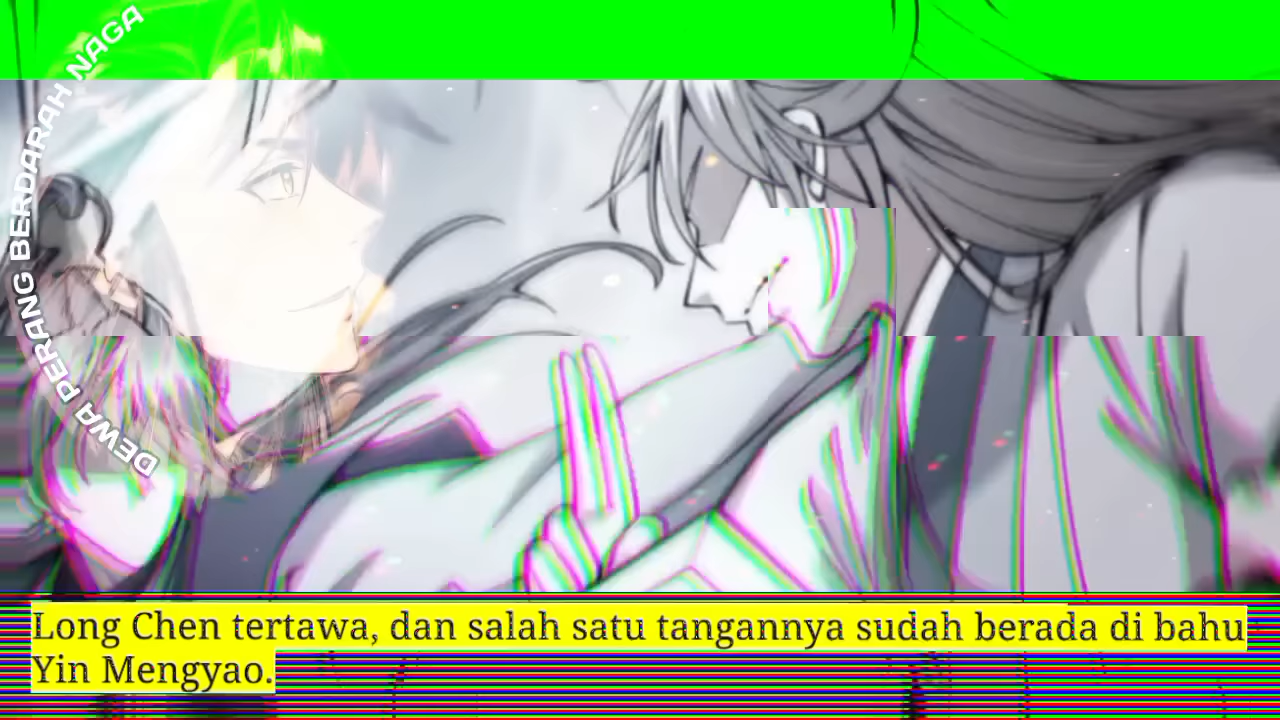 DEWA PERANG BERDARAH NAGA
Long Chen tertawa, dan salah satu tangannya sudah berada di bahu
Yin Mengyao.